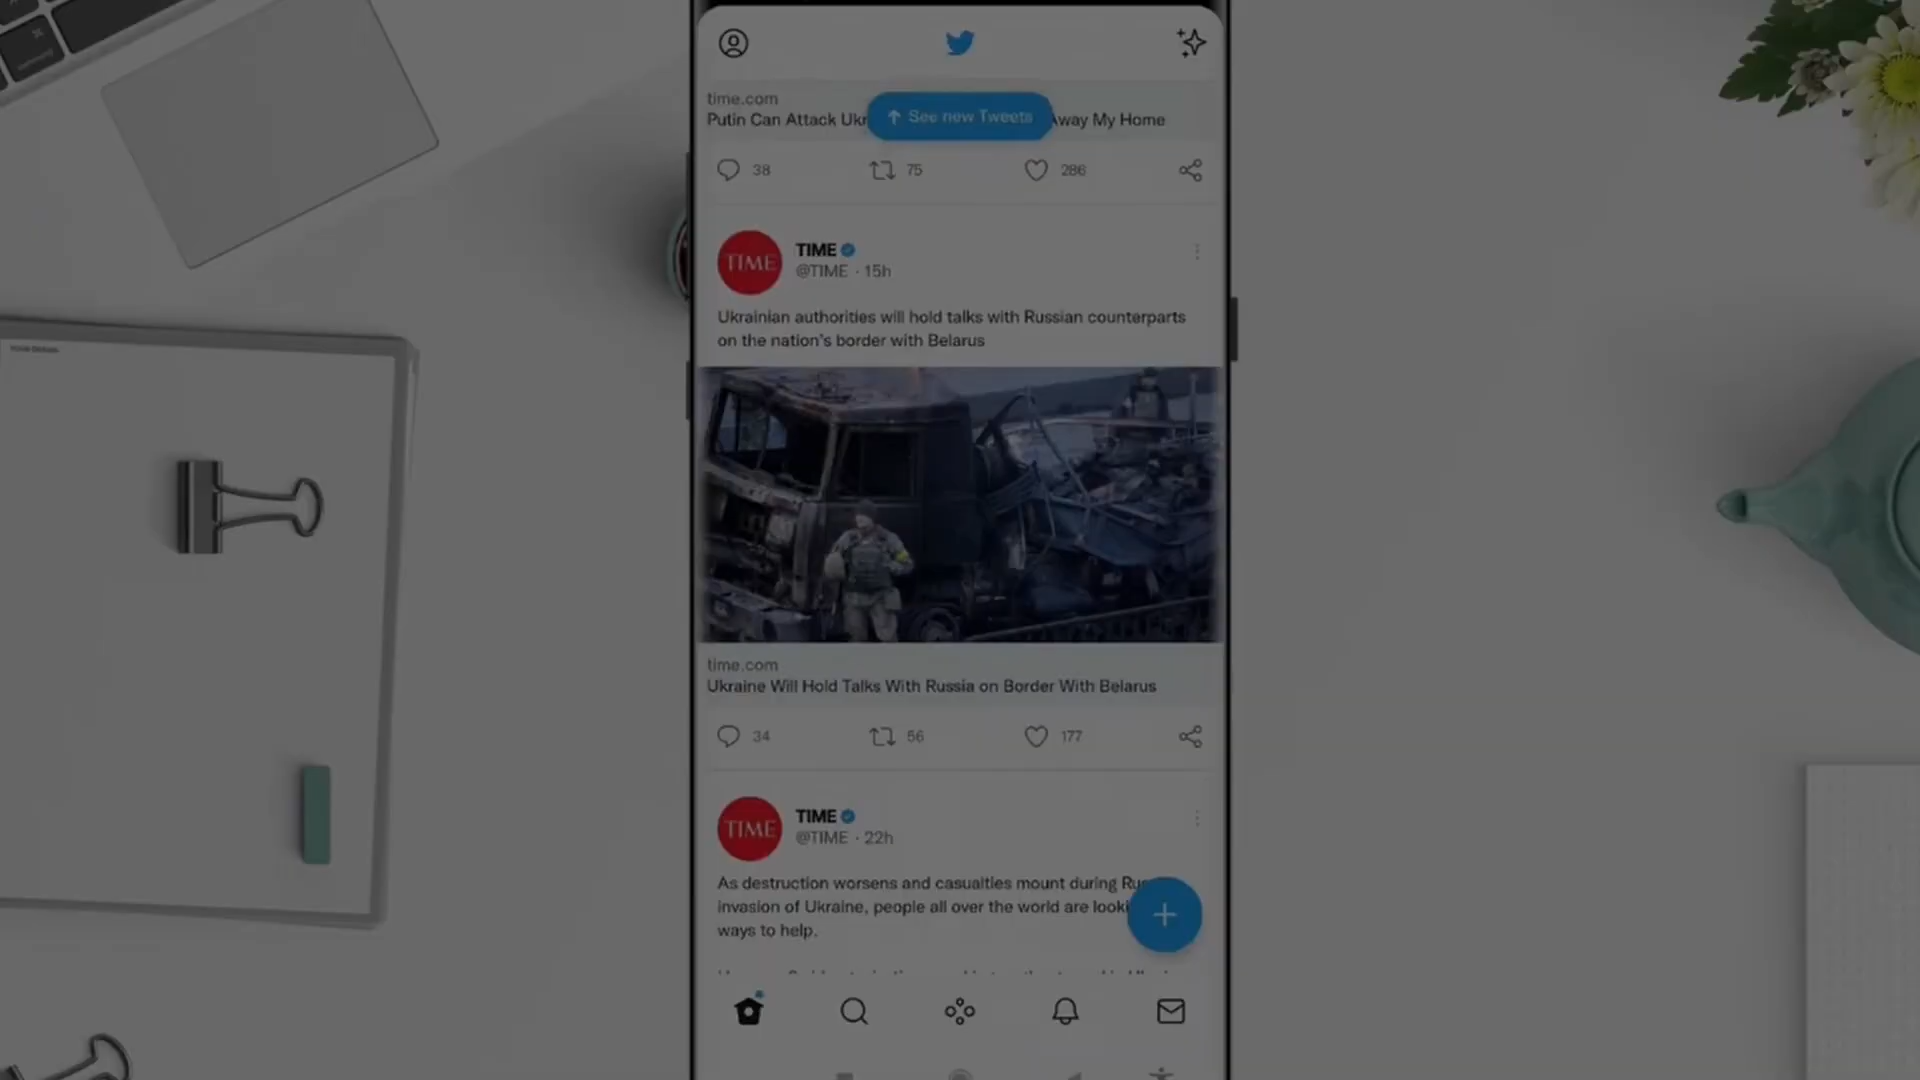 time.com
Putin Can Attack Ukr
↑ See new Tweets
Away My Home
38 75 286
TIME
TIME
@TIME · 15h
Ukrainian authorities will hold talks with Russian counterparts
on the nation's border with Belarus
time.com
Ukraine Will Hold Talks With Russia on Border With Belarus
34 56 177
TIME
TIME
@TIME · 22h
As destruction worsens and casualties mount during Ru
invasion of Ukraine, people all over the world are looki
ways to help.